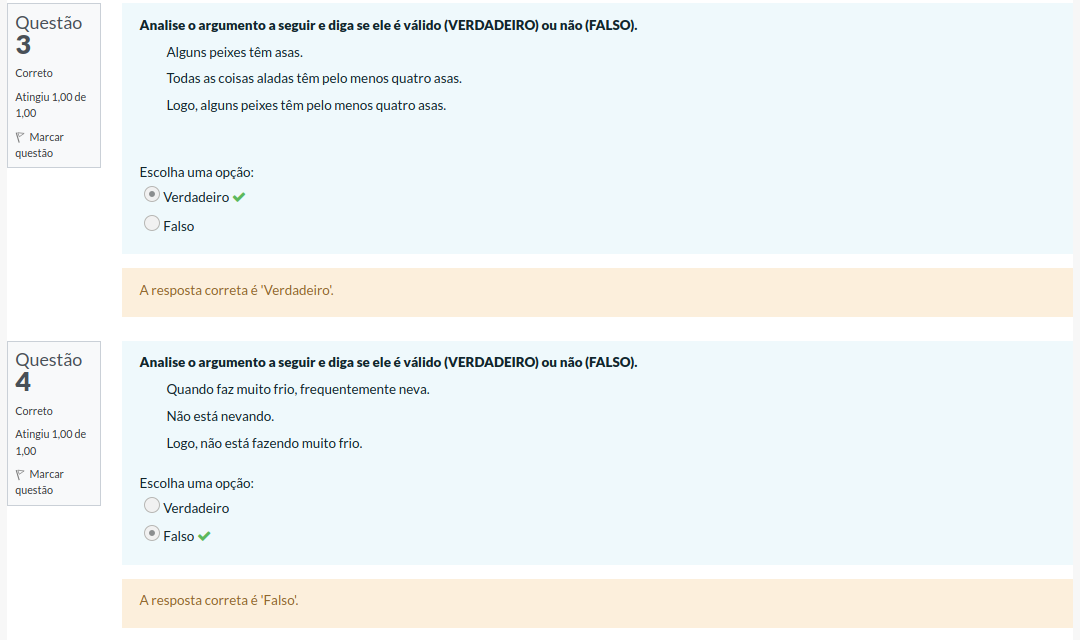 Questão
3
Correto
Atingiu 1,00 de
1,00
Marcar
questão
Analise o argumento a seguir e diga se ele é válido (VERDADEIRO) ou não (FALSO).
Alguns peixes têm asas.
Todas as coisas aladas têm pelo menos quatro asas.
Logo, alguns peixes têm pelo menos quatro asas.
Escolha uma opção:
Verdadeiro
Falso
A resposta correta é 'Verdadeiro'.
Questão
4
Correto
Atingiu 1,00 de
1,00
Marcar
questão
Analise o argumento a seguir e diga se ele é válido (VERDADEIRO) ou não (FALSO).
Quando faz muito frio, frequentemente neva.
Não está nevando.
Logo, não está fazendo muito frio.
Escolha uma opção:
Verdadeiro
Falso
A resposta correta é 'Falso'.